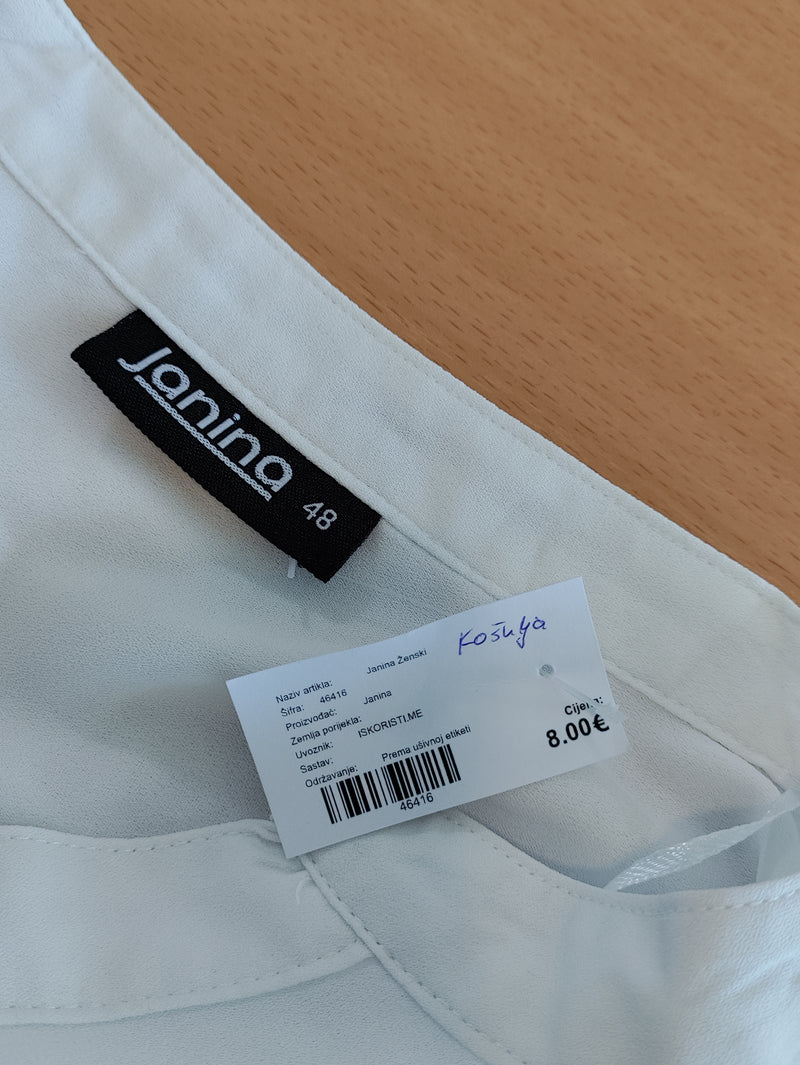 Janina
48
Košulja
Naziv artikla: Janina Ženski
Šifra: 46416
Proizvođač: Janina
Zemlja porijekla:
Uvoznik: ISKORISTI.ME
Sastav:
Održavanje: Prema ušivnoj etiketi
46416
Cijena:
8.00€